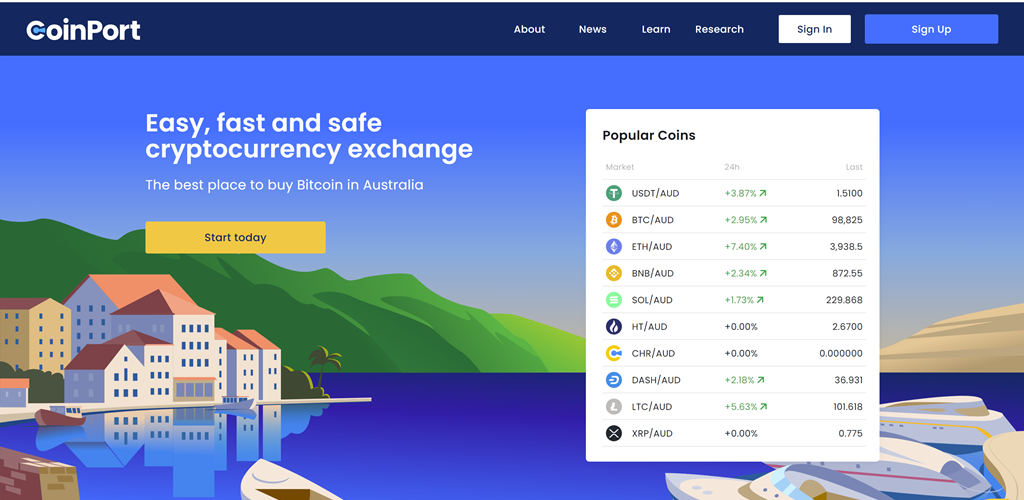 CoinPort
About
News
Learn
Research
Sign In
Sign Up
Easy, fast and safe
cryptocurrency exchange
The best place to buy Bitcoin in Australia
Start today
Popular Coins
Market 24h Last
USDT/AUD +3.87% 1.5100
BTC/AUD +2.95% 98,825
ETH/AUD +7.40% 3,938.5
BNB/AUD +2.34% 872.55
SOL/AUD +1.73% 229.868
HT/AUD +0.00% 2.6700
CHR/AUD +0.00% 0.000000
DASH/AUD +2.18% 36.931
LTC/AUD +5.63% 101.618
XRP/AUD +0.00% 0.775